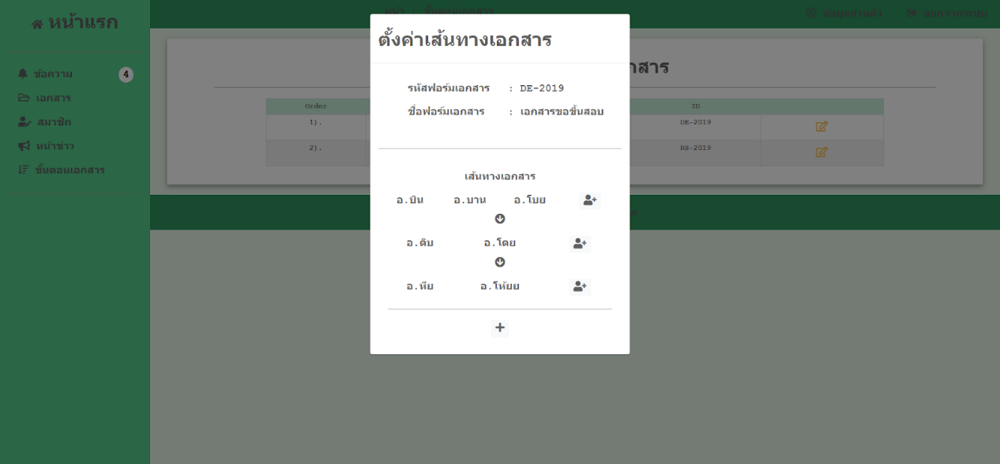 หน้าแรก
ข้อความ 4
เอกสาร
สมาชิก
หน้าข่าว
ขั้นตอนเอกสาร
หน้า ขั้นตอนเอกสาร
ข้อมูลส่วนตัว ออกจากระบบ
กสาร
Order ID
1). DE-2019
2). RS-2019
ตั้งค่าเส้นทางเอกสาร
รหัสฟอร์มเอกสาร : DE-2019
ชื่อฟอร์มเอกสาร : เอกสารขอขึ้นสอบ
เส้นทางเอกสาร
อ.บีน อ.บาน อ.โบย
อ.ติบ อ.โตย
อ.หีย อ.โห้ยย